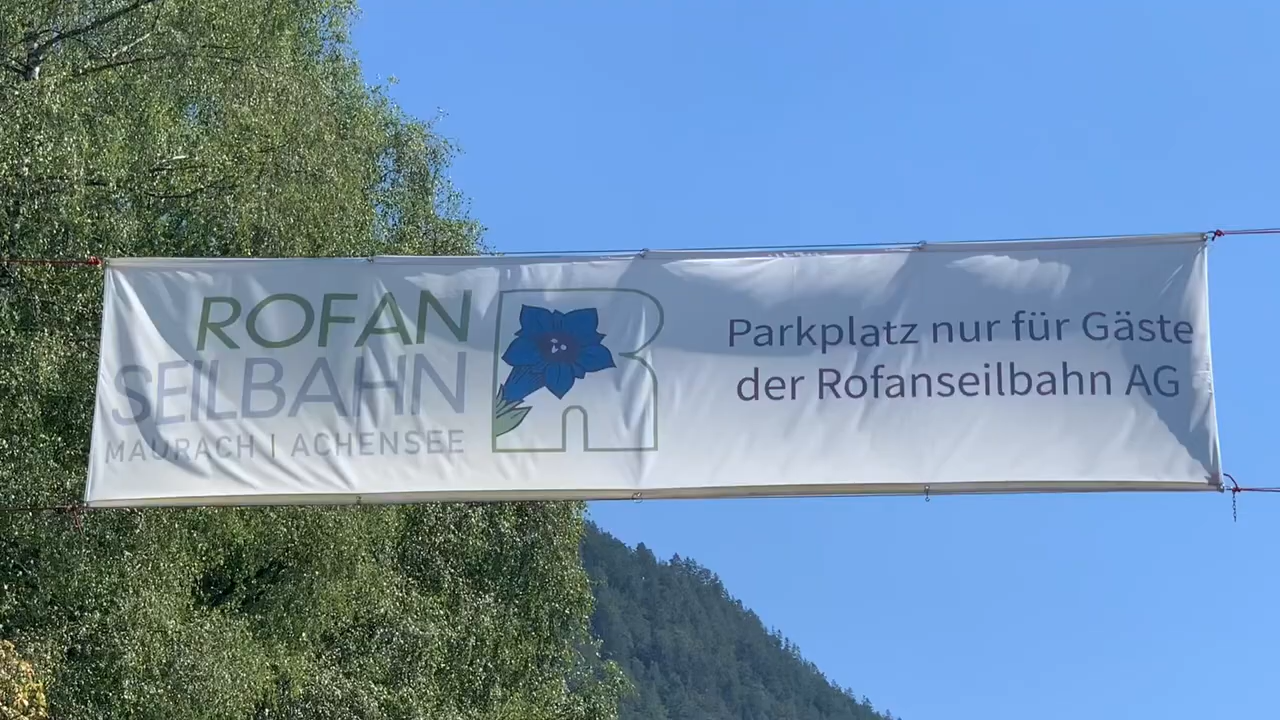 ROFAN
SEILBAHN
MAURACH | ACHENSEE
R
Parkplatz nur für Gäste
der Rofanseilbahn AG